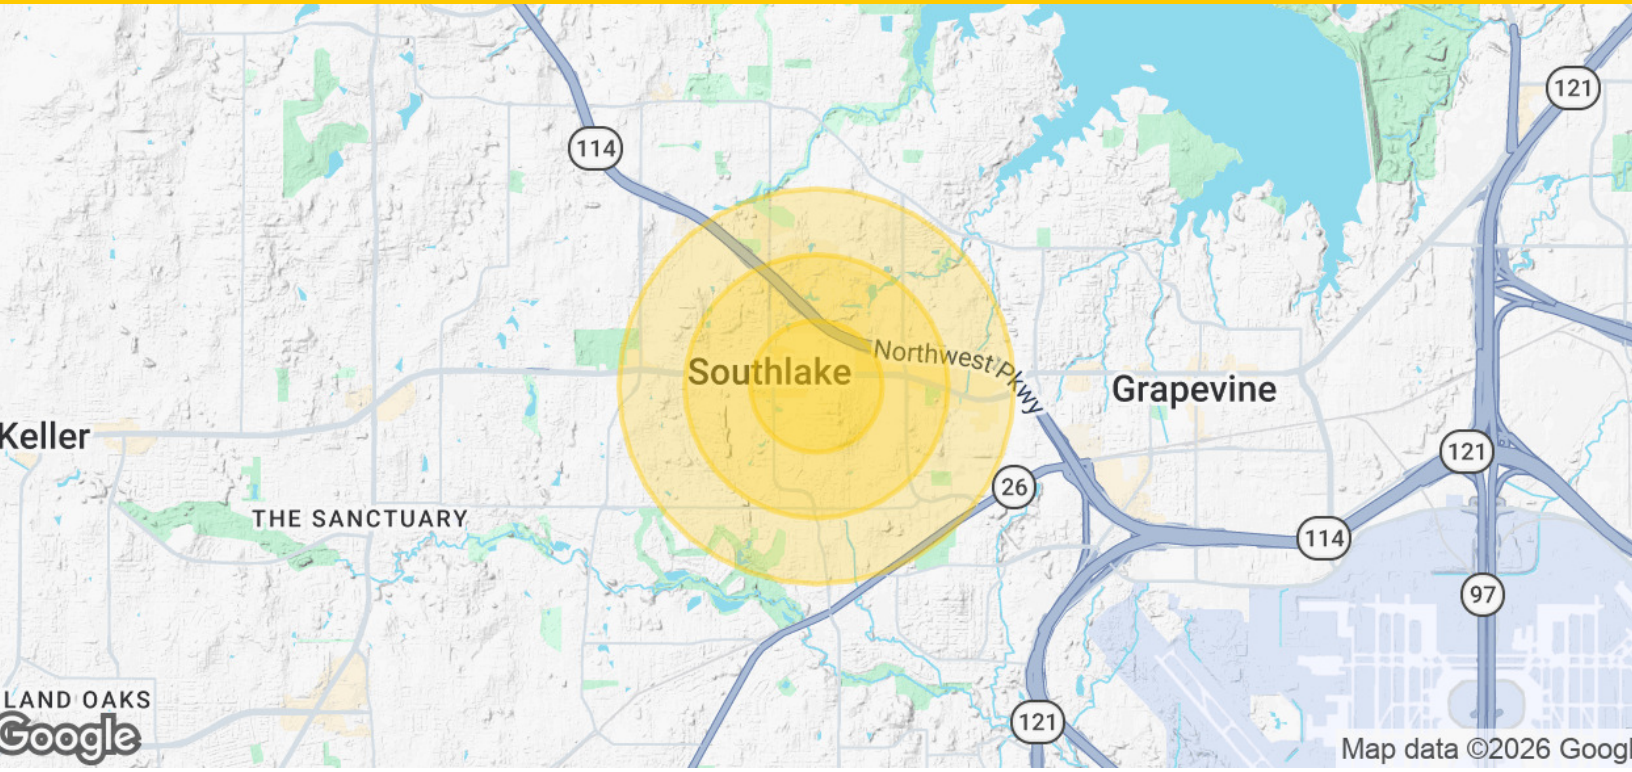 121
114
Northwest Pkwy
Southlake
Grapevine
Keller
121
26
THE SANCTUARY
114
97
LAND OAKS
121
Google
Map data ©2026 Googl